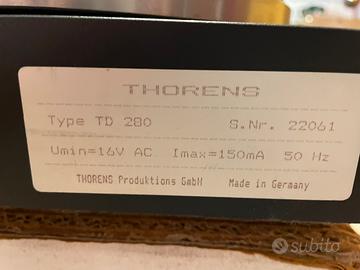 THORENS
Type TD 280 S.Nr. 22061
Umin=16V AC. Imax=150mA 50 Hz
THORENS Produktions GmbH Made in Germany
subito